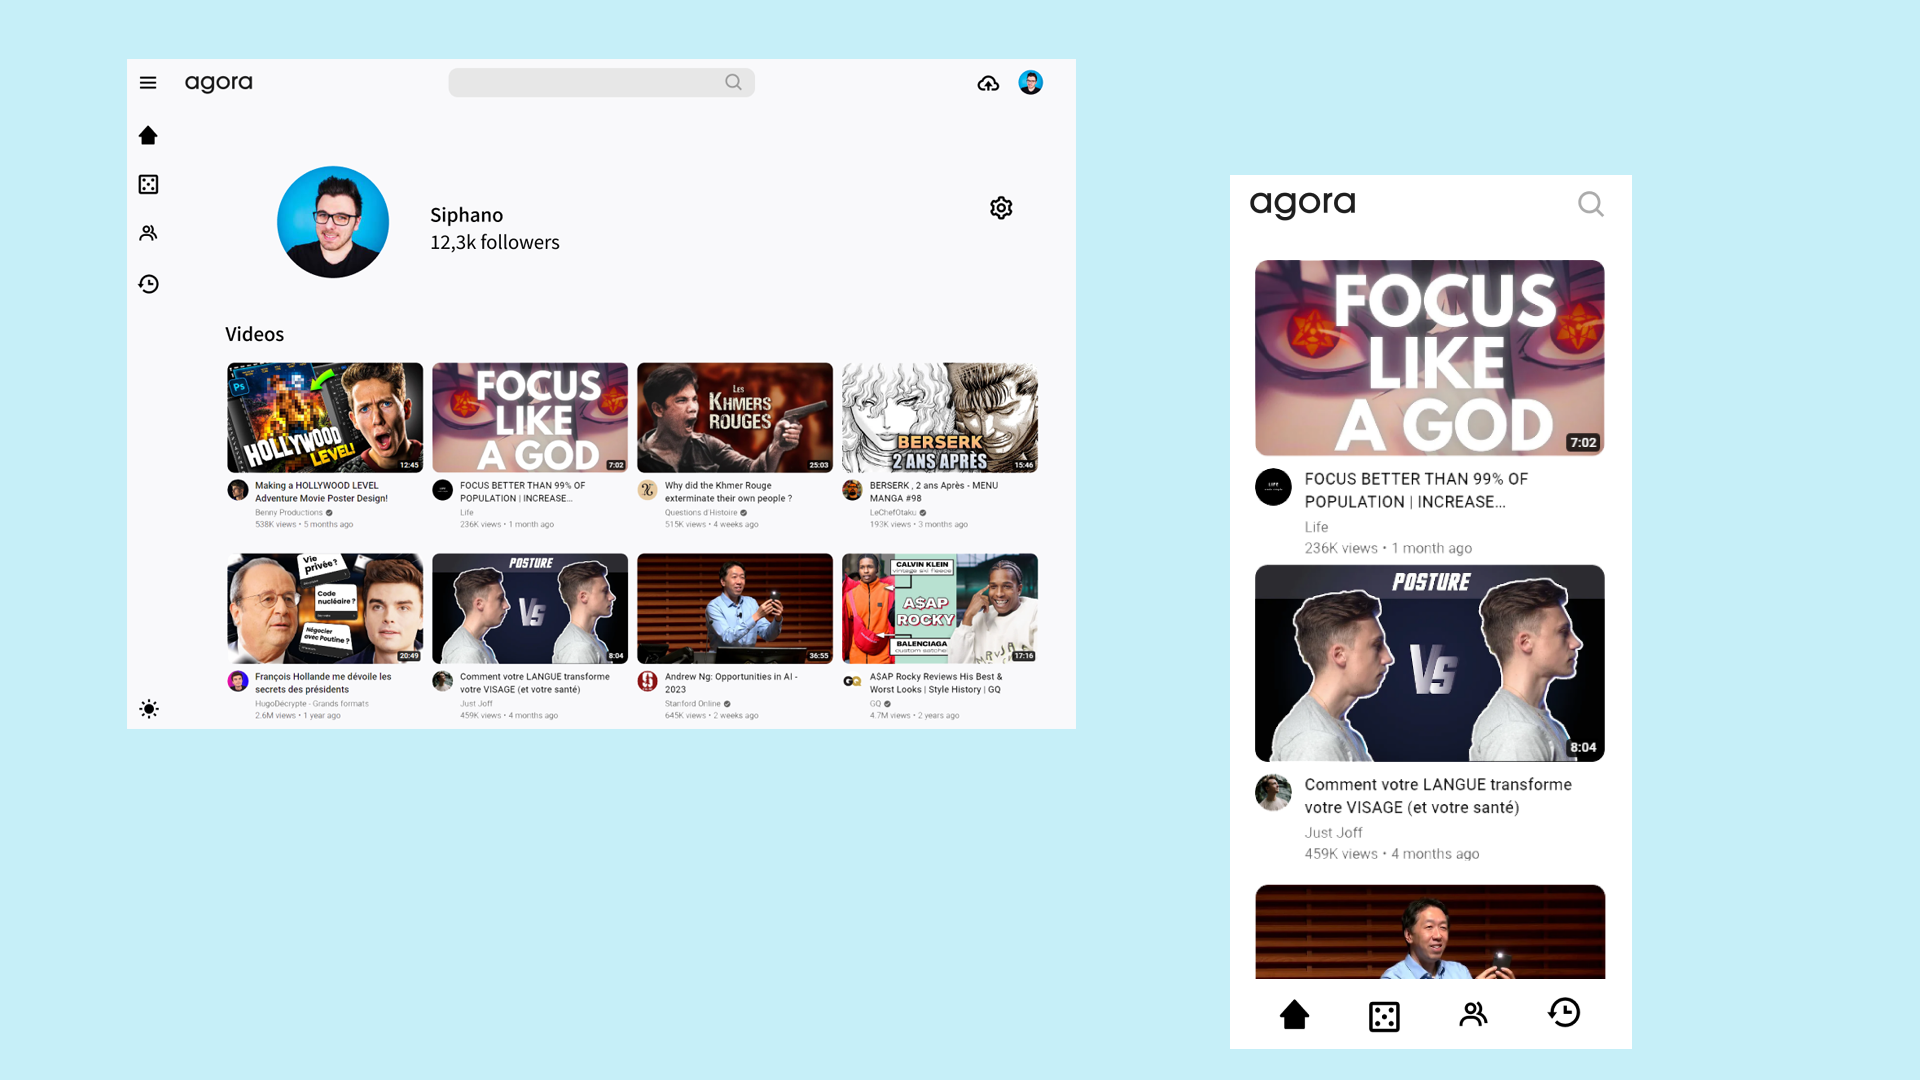 agora
Siphano
12,3k followers
Videos
Ps
HOLLYWOOD
LEVEL!
12:45
FOCUS
LIKE
A GOD
7:02
LES
KHMERS
ROUGES
25:03
BERSERK
2 ANS APRÈS
15:46
Making a HOLLYWOOD LEVEL
Adventure Movie Poster Design!
Benny Productions
538K views • 5 months ago
FOCUS BETTER THAN 99% OF
POPULATION | INCREASE...
Life
236K views • 1 month ago
Why did the Khmer Rouge
exterminate their own people ?
Questions d'Histoire
515K views • 4 weeks ago
BERSERK , 2 ans Après - MENU
MANGA #98
LeChefOtaku
193K views • 3 months ago
Vie
privée ?
Code
nucléaire ?
Négocier
avec Poutine ?
20:49
POSTURE
VS
8:04
36:55
CALVIN KLEIN
vintage ski fleece
A$AP
ROCKY
BALENCIAGA
custom satchel
17:16
François Hollande me dévoile les
secrets des présidents
HugoDécrypte - Grands formats
2.6M views • 1 year ago
Comment votre LANGUE transforme
votre VISAGE (et votre santé)
Just Joff
459K views • 4 months ago
Andrew Ng: Opportunities in AI -
2023
Stanford Online
645K views • 2 weeks ago
GQ
A$AP Rocky Reviews His Best &
Worst Looks | Style History | GQ
GQ
4.7M views • 2 years ago
agora
FOCUS
LIKE
A GOD
7:02
LIFE
FOCUS BETTER THAN 99% OF
POPULATION | INCREASE...
Life
236K views • 1 month ago
POSTURE
VS
8:04
Comment votre LANGUE transforme
votre VISAGE (et votre santé)
Just Joff
459K views • 4 months ago